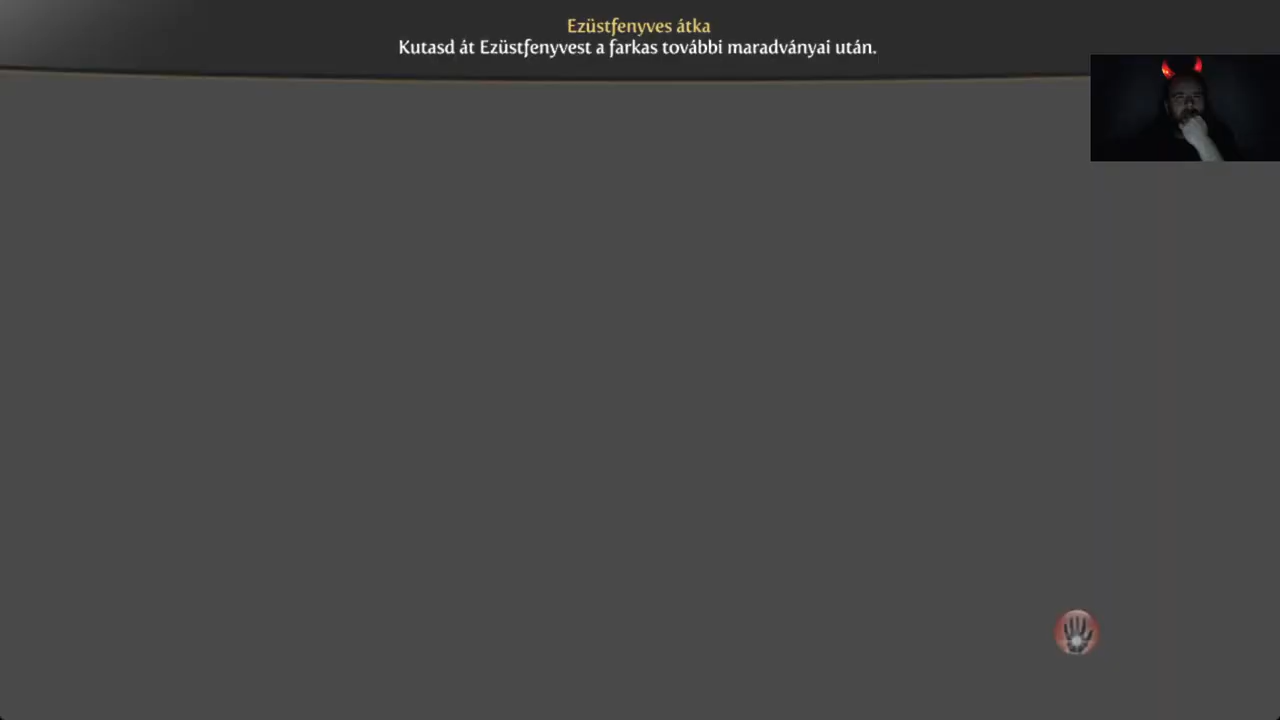 Ezüstfenyves átka
Kutasd át Ezüstfenyvest a farkas további maradványai után.